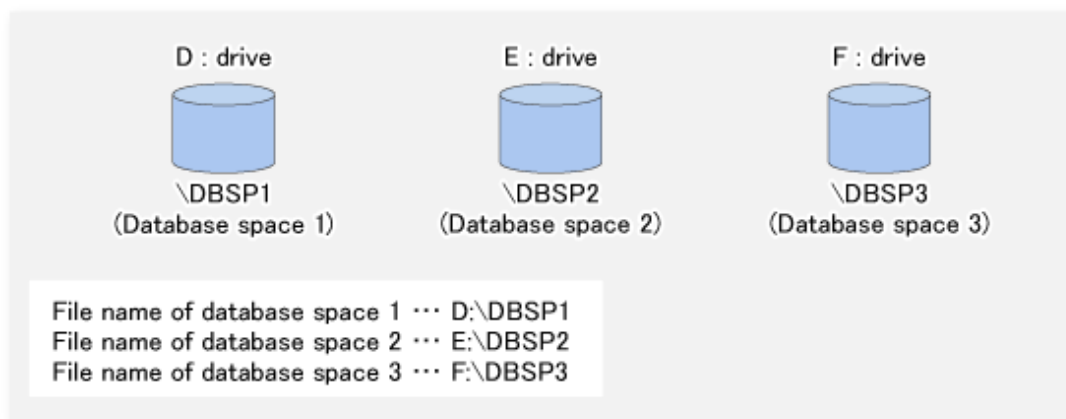 D : drive
E : drive
F : drive
\DBSP1
(Database space 1)
\DBSP2
(Database space 2)
\DBSP3
(Database space 3)
File name of database space 1 ⋯ D:\DBSP1
File name of database space 2 ⋯ E:\DBSP2
File name of database space 3 ⋯ F:\DBSP3